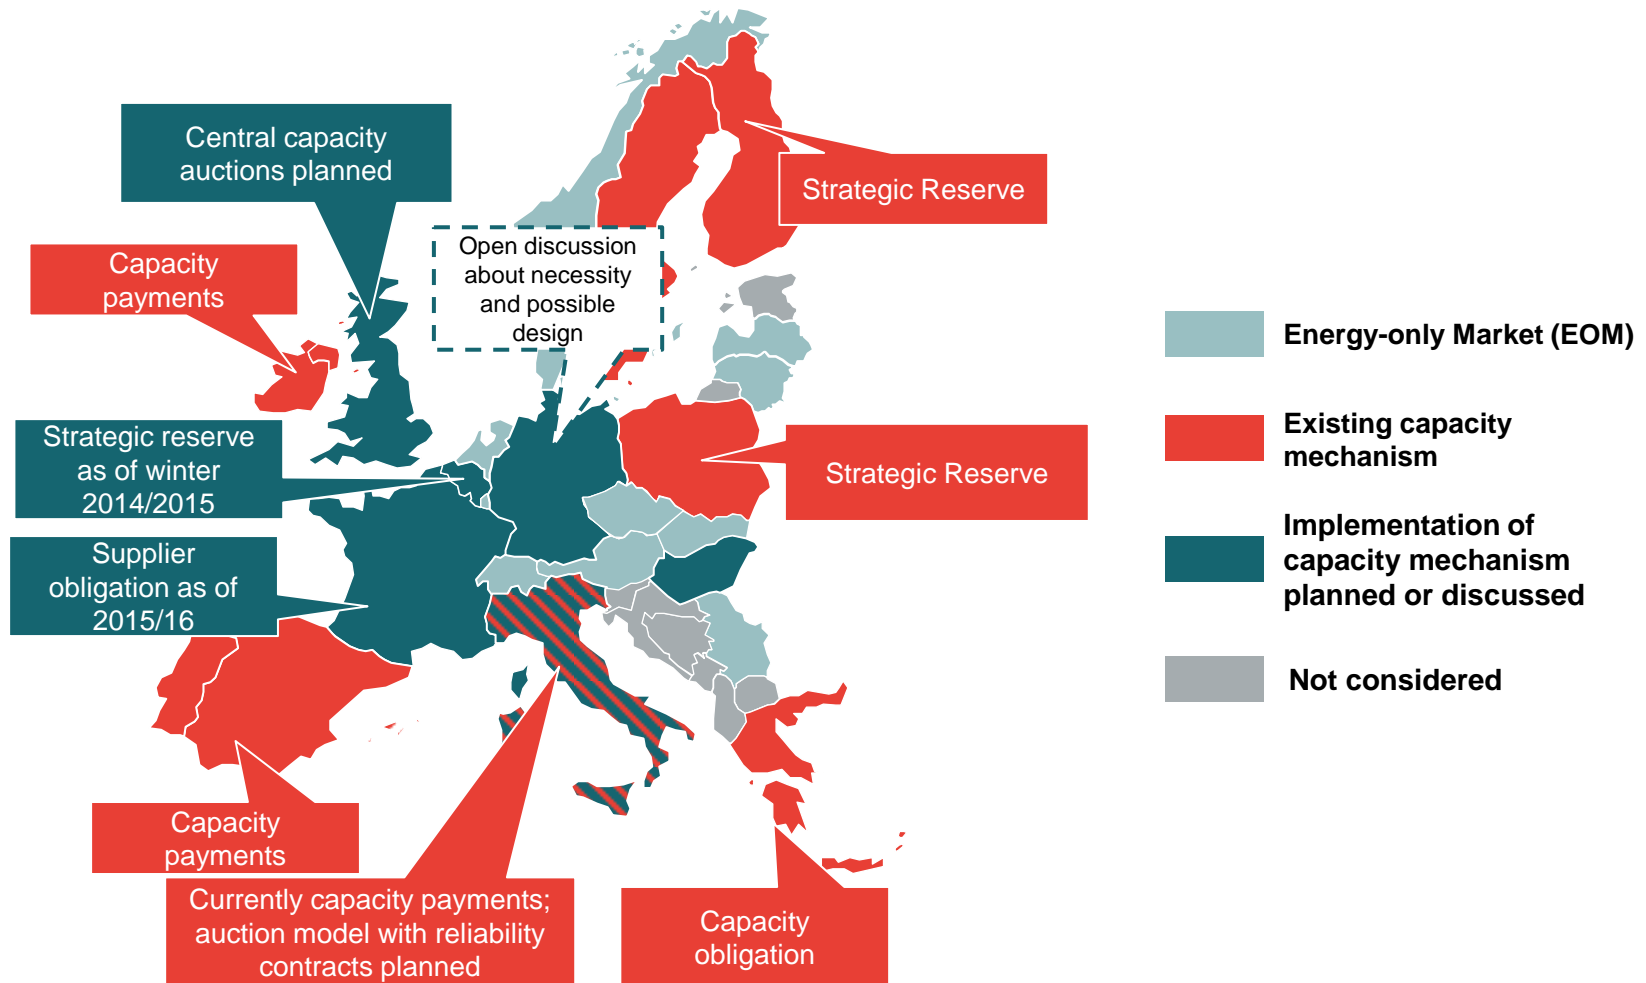 Central capacity
auctions planned
Strategic Reserve
Capacity
payments
Open discussion
about necessity
and possible
design
Strategic reserve
as of winter
2014/2015
Strategic Reserve
Supplier
obligation as of
2015/16
Capacity
payments
Currently capacity payments;
auction model with reliability
contracts planned
Capacity
obligation
Energy-only Market (EOM)
Existing capacity
mechanism
Implementation of
capacity mechanism
planned or discussed
Not considered